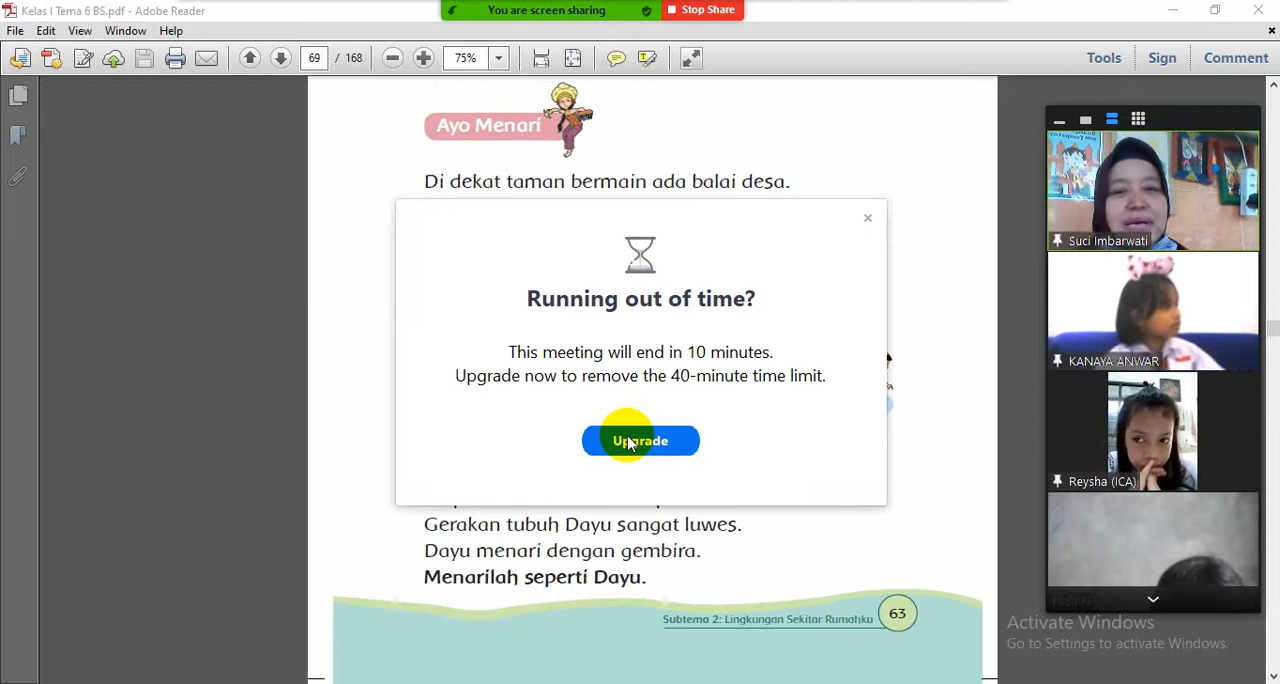 Kelas I Tema 6 BS.pdf - Adobe Reader
You are screen sharing
Stop Share
File Edit View Window Help
69 / 168
75%
Tools Sign Comment
Ayo Menari
Di dekat taman bermain ada balai desa.
Running out of time?
This meeting will end in 10 minutes.
Upgrade now to remove the 40-minute time limit.
Upgrade
Gerakan tubuh Dayu sangat luwes.
Dayu menari dengan gembira.
Menarilah seperti Dayu.
Subtema 2: Lingkungan Sekitar Rumahku
63
Suci Imbarwati
KANAYA ANWAR
Reysha (ICA)
Activate Windows
Go to Settings to activate Windows.